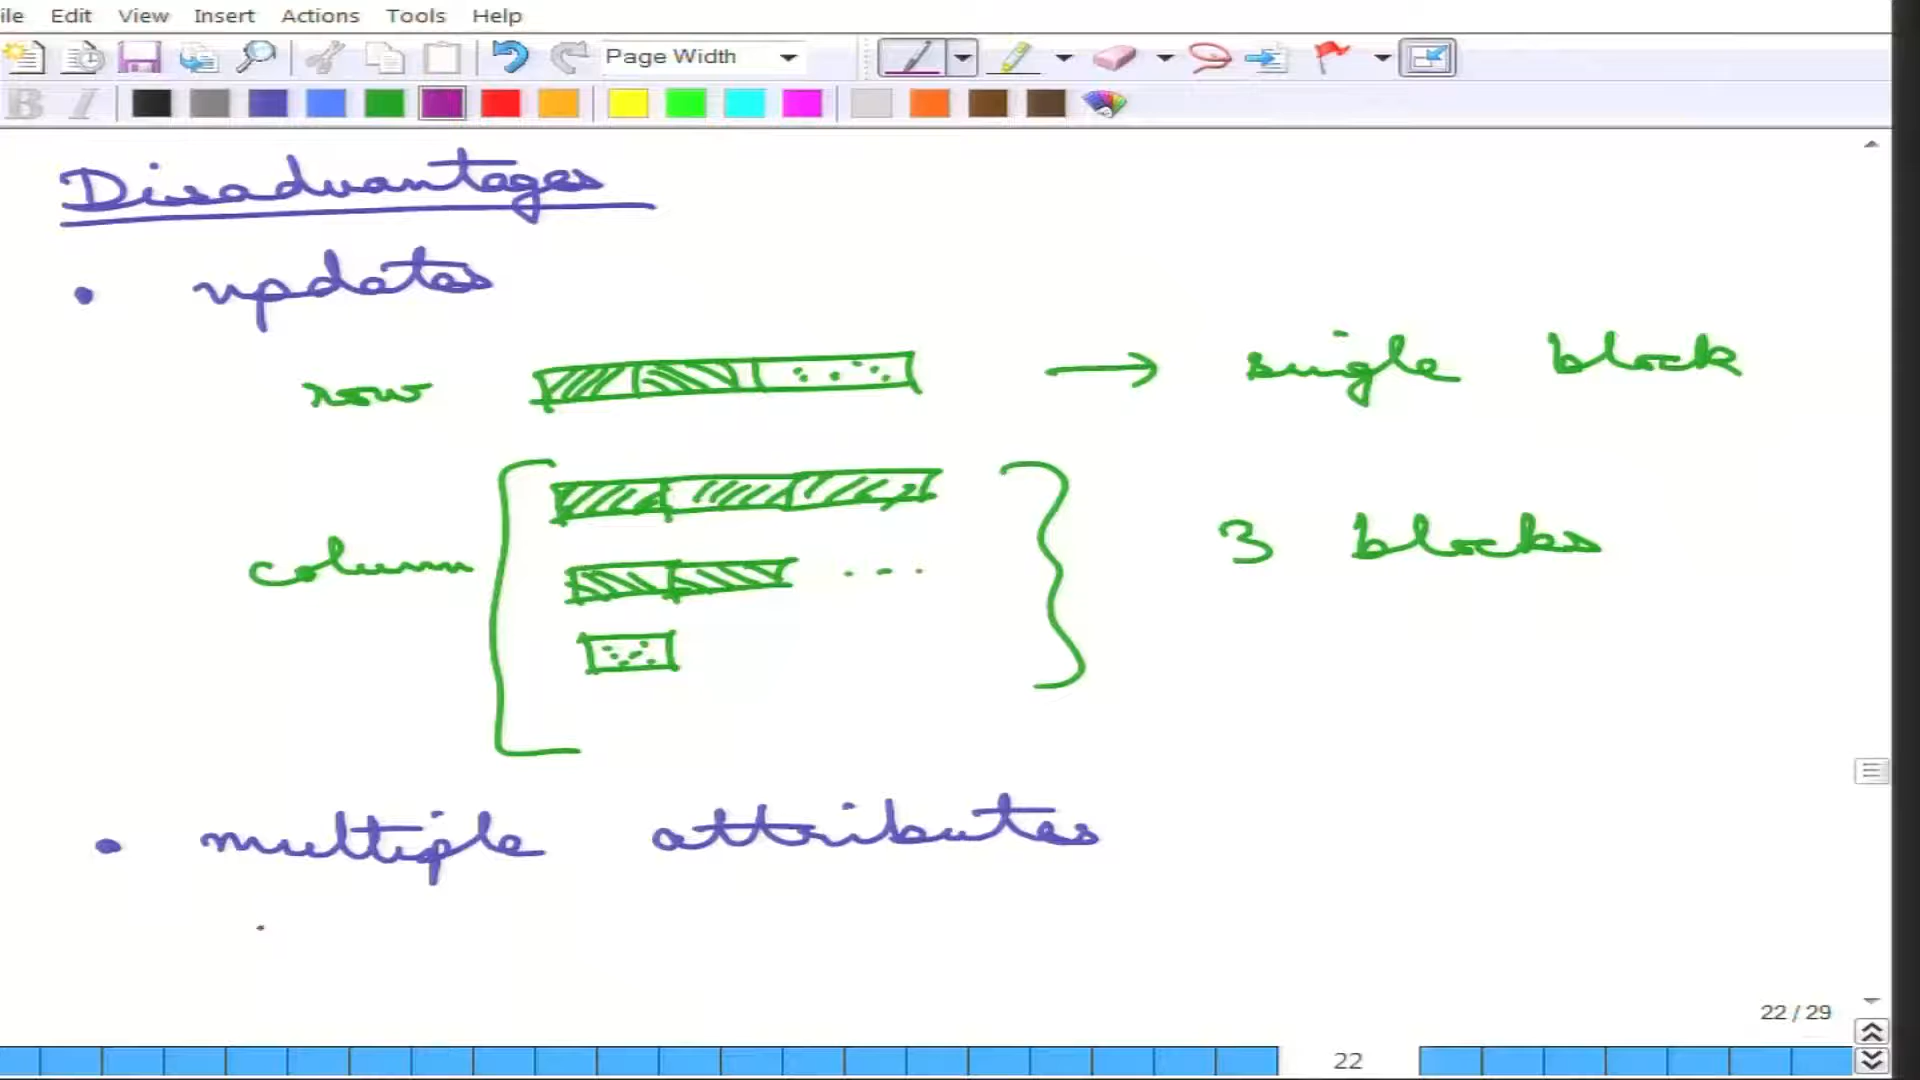 ile Edit View Insert Actions Tools Help
Page Width
B I
Disadvantages
• updates
row → single block
column 3 blocks
• multiple attributes
22 / 29
22